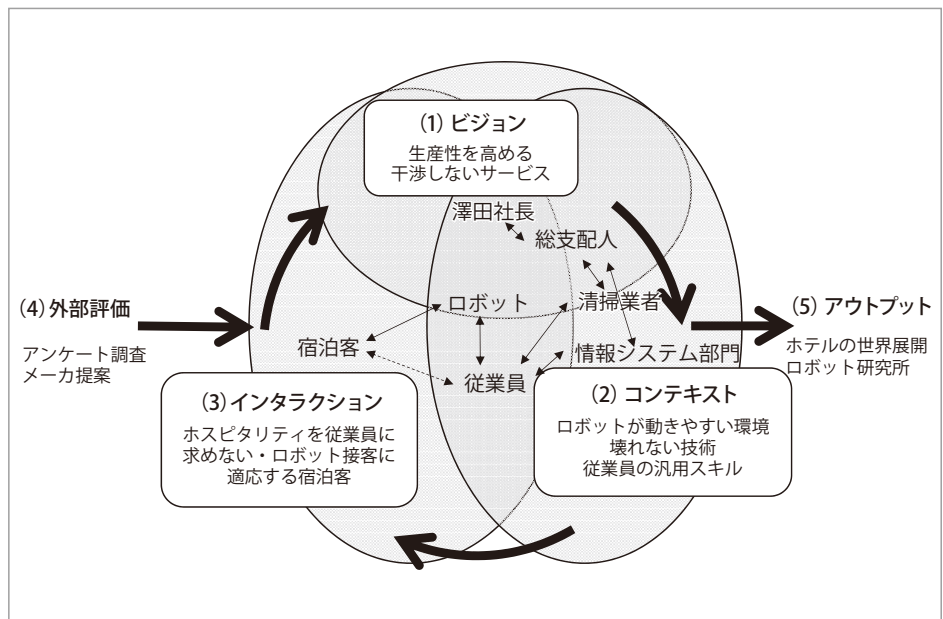 (1) ビジョン
生産性を高める
干渉しないサービス
澤田社長
総支配人
(4) 外部評価
アンケート調査
メーカ提案
ロボット
清掃業者
宿泊客
情報システム部門
従業員
(5) アウトプット
ホテルの世界展開
ロボット研究所
(3) インタラクション
ホスピタリティを従業員に
求めない・ロボット接客に
適応する宿泊客
(2) コンテキスト
ロボットが動きやすい環境
壊れない技術
従業員の汎用スキル